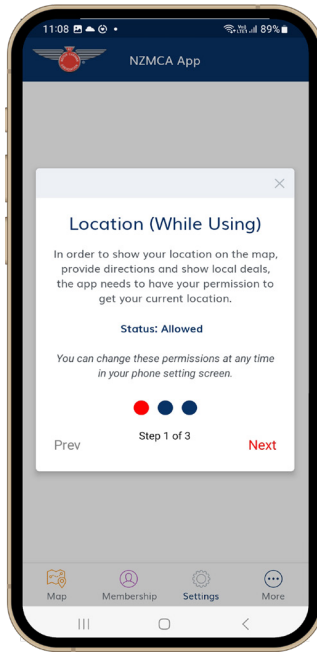 11:08 89%
NZMCA App
Location (While Using)
In order to show your location on the map,
provide directions and show local deals,
the app needs to have your permission to
get your current location.
Status: Allowed
You can change these permissions at any time
in your phone setting screen.
Step 1 of 3
Prev Next
Map Membership Settings More